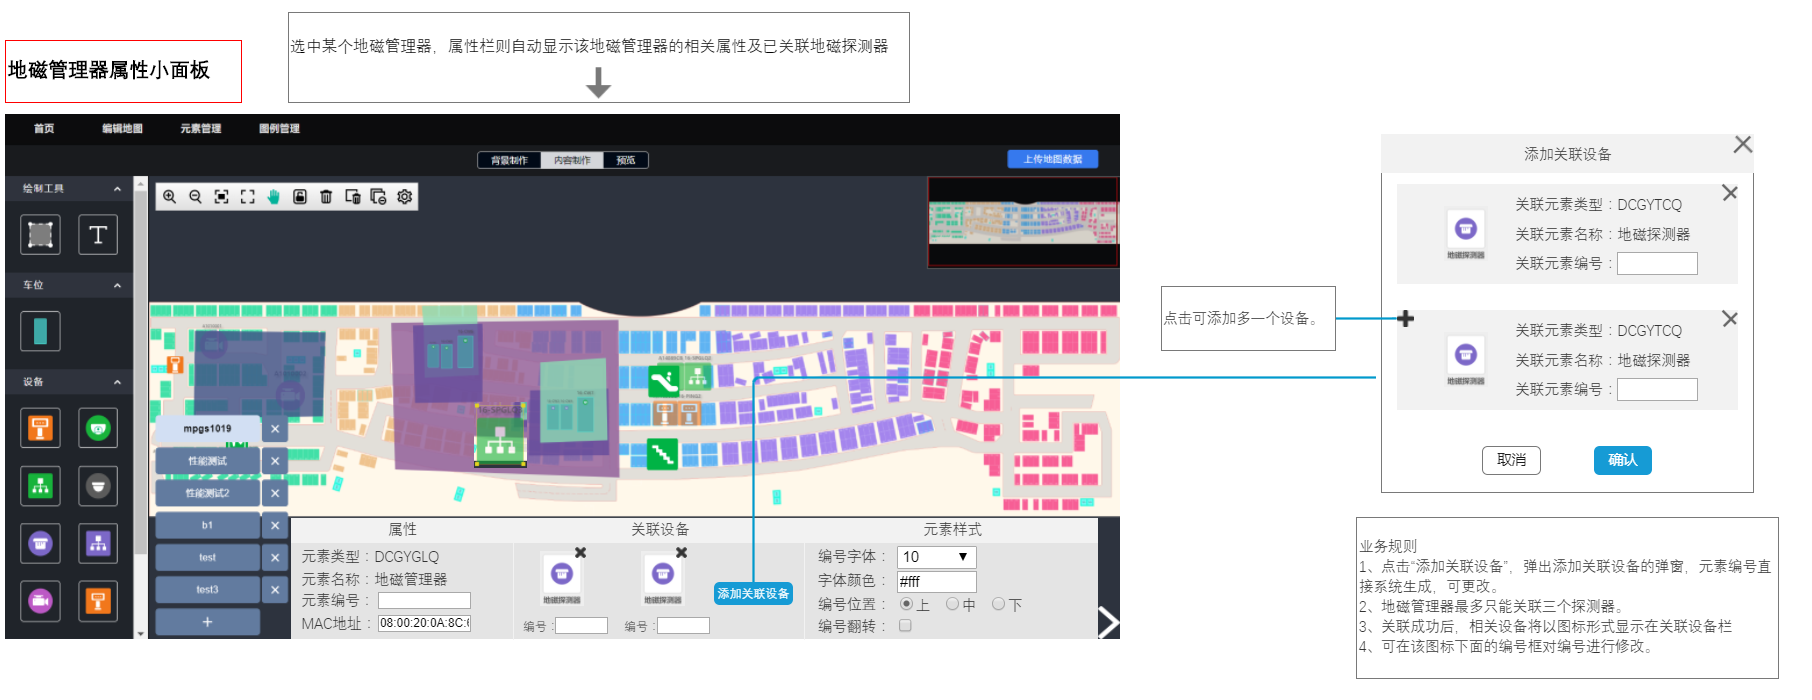 选中某个地磁管理器，属性栏则自动显示该地磁管理器的相关属性及已关联地磁探测器
地磁管理器属性小面板
首页 编辑地图 元素管理 图例管理
背景制作 内容制作 预览
上传地图数据
绘制工具
T
车位
设备
mpgs1019
性能测试
性能测试2
b1
test
test3
+
属性
元素类型：DCGYGLQ
元素名称：地磁管理器
元素编号：
MAC地址： 08:00:20:0A:8C:
关联设备
地磁探测器 地磁探测器
编号： 编号：
添加关联设备
元素样式
编号字体： 10
字体颜色： #fff
编号位置： 上 中 下
编号翻转：
点击可添加多一个设备。
添加关联设备
关联元素类型：DCGYTCQ
关联元素名称：地磁探测器
关联元素编号：
地磁探测器
关联元素类型：DCGYTCQ
关联元素名称：地磁探测器
关联元素编号：
地磁探测器
取消 确认
业务规则
1、点击“添加关联设备”，弹出添加关联设备的弹窗，元素编号直
接系统生成，可更改。
2、地磁管理器最多只能关联三个探测器。
3、关联成功后，相关设备将以图标形式显示在关联设备栏
4、可在该图标下面的编号框对编号进行修改。